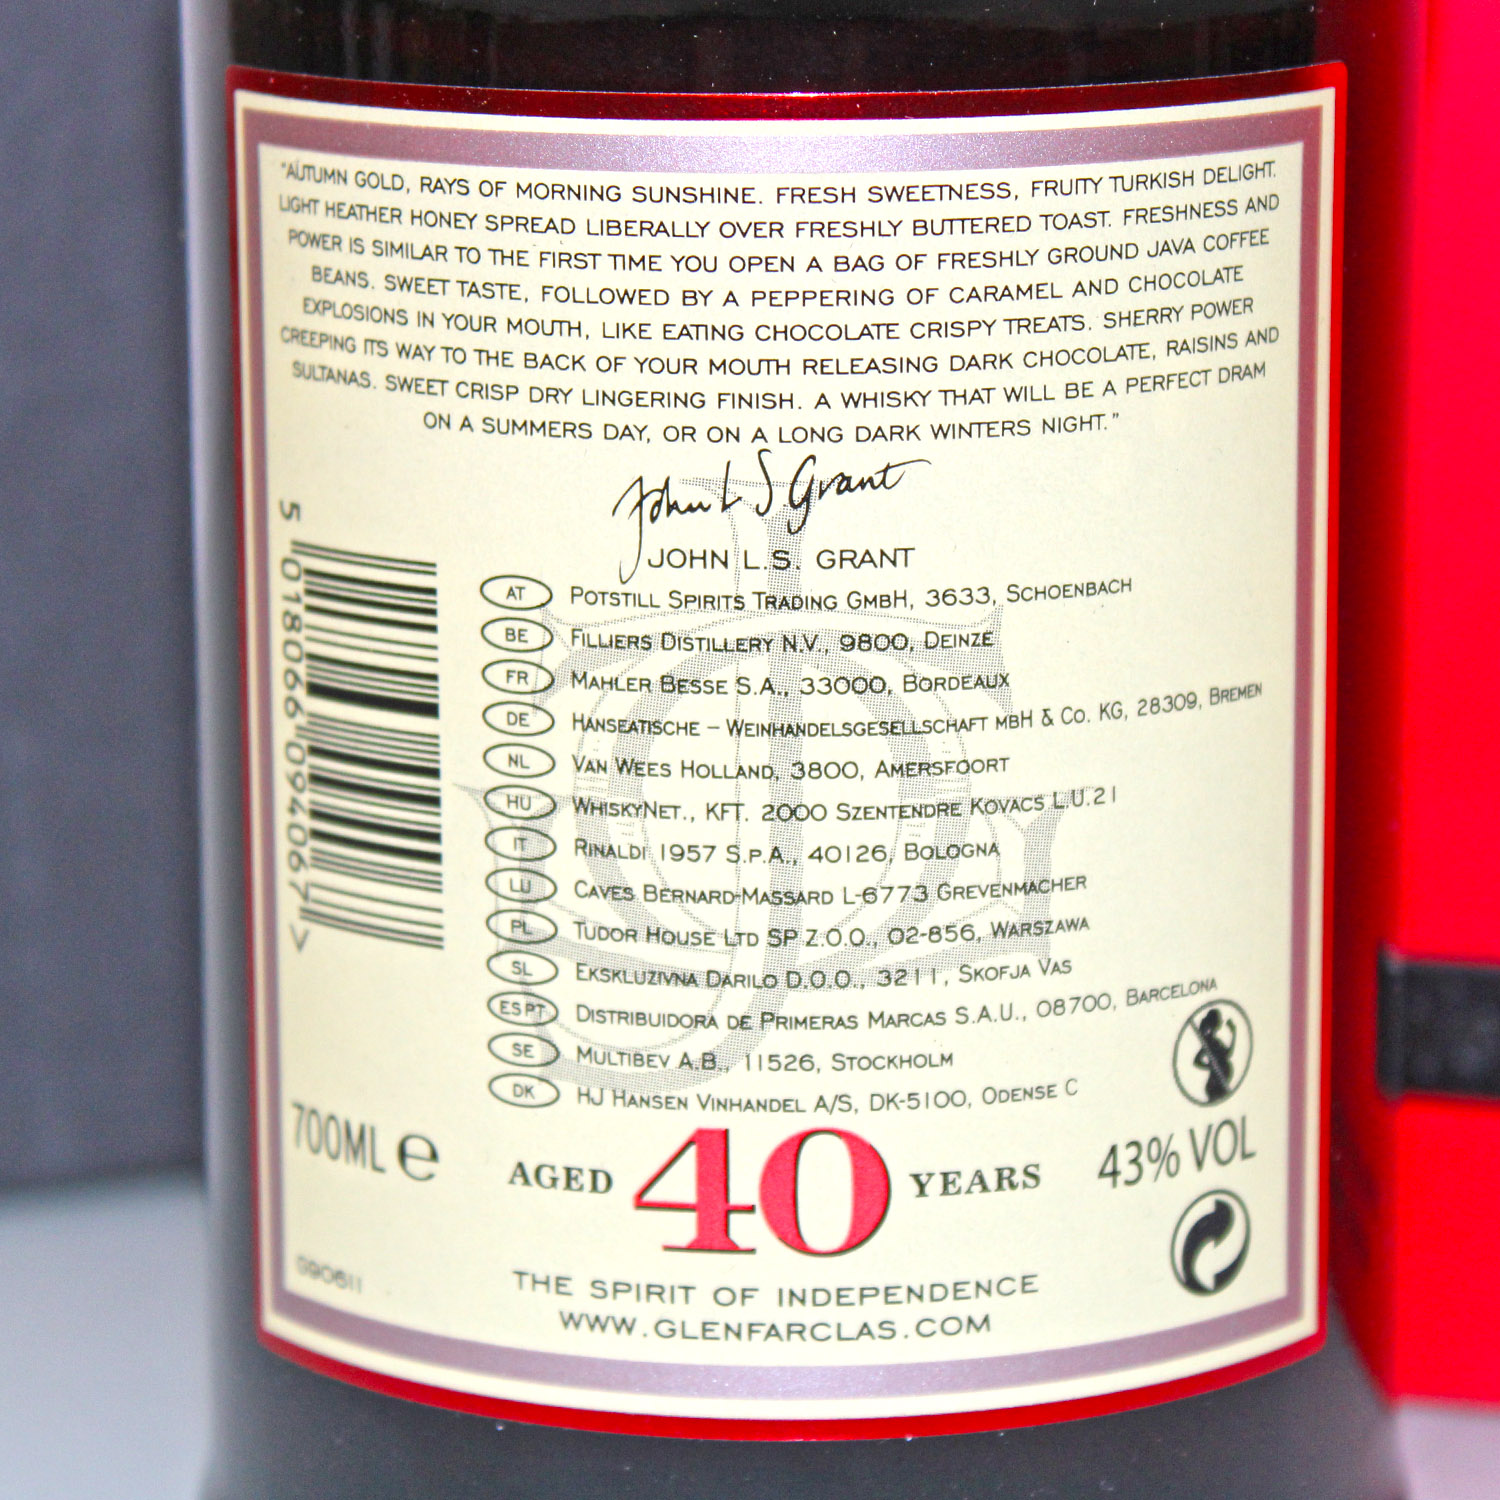 "AUTUMN GOLD, RAYS OF MORNING SUNSHINE. FRESH SWEETNESS, FRUITY TURKISH DELIGHT.
LIGHT HEATHER HONEY SPREAD LIBERALLY OVER FRESHLY BUTTERED TOAST. FRESHNESS AND
POWER IS SIMILAR TO THE FIRST TIME YOU OPEN A BAG OF FRESHLY GROUND JAVA COFFEE
BEANS. SWEET TASTE, FOLLOWED BY A PEPPERING OF CARAMEL AND CHOCOLATE
EXPLOSIONS IN YOUR MOUTH, LIKE EATING CHOCOLATE CRISPY TREATS. SHERRY POWER
CREEPING ITS WAY TO THE BACK OF YOUR MOUTH RELEASING DARK CHOCOLATE, RAISINS AND
SULTANAS. SWEET CRISP DRY LINGERING FINISH. A WHISKY THAT WILL BE A PERFECT DRAM
ON A SUMMERS DAY, OR ON A LONG DARK WINTERS NIGHT."
John L S Grant
JOHN L.S. GRANT
5 018066 094067 >
AT POTSTILL SPIRITS TRADING GMBH, 3633, SCHOENBACH
BE FILLIERS DISTILLERY N.V., 9800, DEINZE
FR MAHLER BESSE S.A., 33000, BORDEAUX
DE HANSEATISCHE – WEINHANDELSGESELLSCHAFT MBH & CO. KG, 28309, BREMEN
NL VAN WEES HOLLAND, 3800, AMERSFOORT
HU WHISKYNET., KFT. 2000 SZENTENDRE KOVACS L.U.21
IT RINALDI 1957 S.P.A., 40126, BOLOGNA
LU CAVES BERNARD-MASSARD L-6773 GREVENMACHER
PL TUDOR HOUSE LTD SP Z.O.O., 02-856, WARSZAWA
SL EKSKLUZIVNA DARILO D.O.O., 3211, SKOFJA VAS
ES PT DISTRIBUIDORA DE PRIMERAS MARCAS S.A.U., 08700, BARCELONA
SE MULTIBEV A.B., 11526, STOCKHOLM
DK HJ HANSEN VINHANDEL A/S, DK-5100, ODENSE C
700ML e
AGED 40 YEARS
43% VOL
THE SPIRIT OF INDEPENDENCE
WWW.GLENFARCLAS.COM